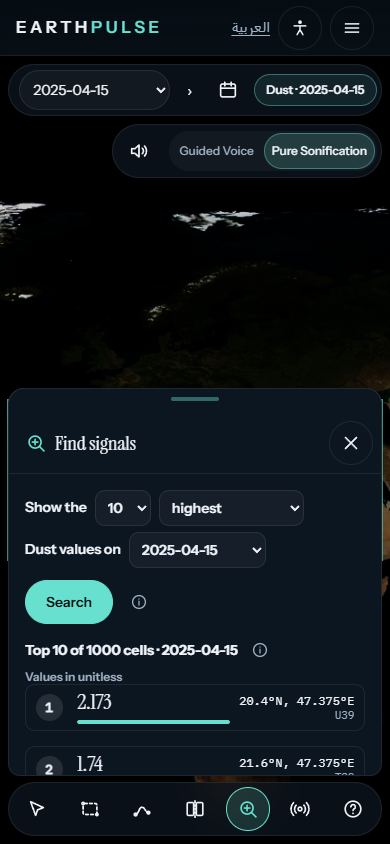 EARTHPULSE
العربية
2025-04-15
Dust·2025-04-15
Guided Voice
Pure Sonification
Find signals
Show the 10 highest
Dust values on 2025-04-15
Search
Top 10 of 1000 cells·2025-04-15
Values in unitless
1 2.173 20.4°N, 47.375°E
U39
2 1.74 21.6°N, 47.375°E